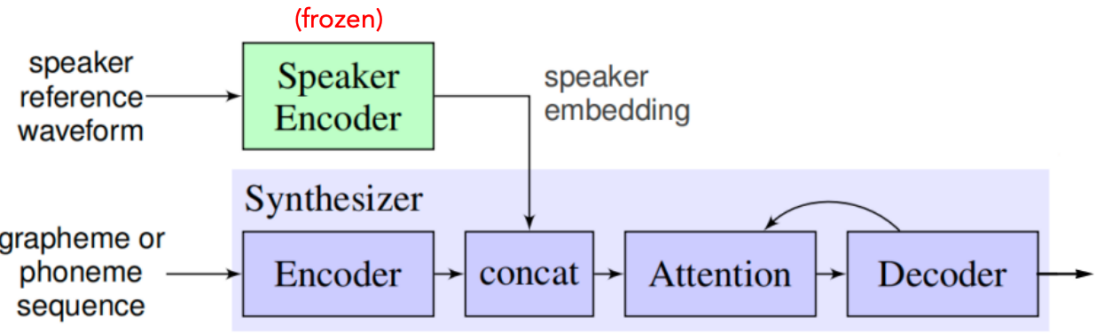 (frozen)
speaker
reference
waveform
Speaker
Encoder
speaker
embedding
Synthesizer
grapheme or
phoneme
sequence
Encoder
concat
Attention
Decoder